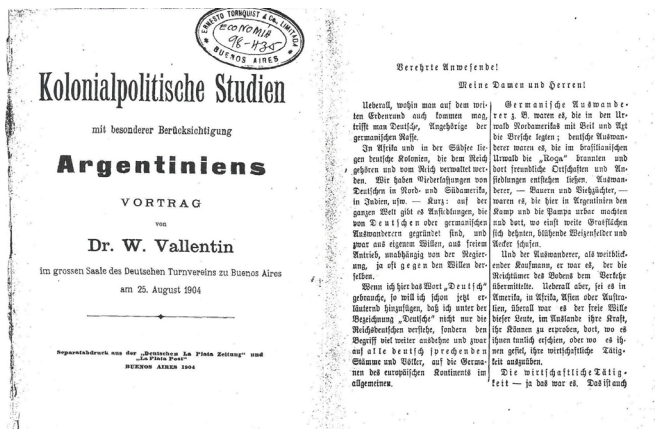 ERNESTO TORNQUIST & Co., LIMITADA
ECONOMIA
98-435
BUENOS AIRES
Kolonialpolitische Studien
mit besonderer Berücksichtigung
Argentiniens
VORTRAG
von
Dr. W. Vallentin
im grossen Saale des Deutschen Turnvereins zu Buenos Aires
am 25. August 1904
Separatabdruck aus der „Deutschen La Plata Zeitung“ und
„La Plata Post“
BUENOS AIRES 1904
Verehrte Anwesende!
Meine Damen und Herren!
Ueberall, wohin man auf dem wei-
ten Erdenrund auch kommen mag,
trifft man Deutsche, Angehörige der
germanischen Rasse.
In Afrika und in der Südsee lie-
gen deutsche Kolonien, die dem Reich
gehören und vom Reich verwaltet wer-
den. Wir haben Niederlassungen von
Deutschen in Nord- und Südamerika,
in Indien, usw. — Kurz: auf der
ganzen Welt gibt es Ansiedlungen, die
von Deutschen oder germanischen
Auswanderern gegründet sind, und
zwar aus eigenem Willen, aus freiem
Antrieb, unabhängig von der Regier-
ung, ja oft gegen den Willen der-
selben.
Wenn ich hier das Wort „Deutsch“
gebrauche, so will ich schon jetzt er-
läuternd hinzufügen, daß ich unter der
Bezeichnung „Deutsche“ nicht nur die
Reichsdeutschen verstehe, sondern den
Begriff viel weiter ausdehne und zwar
auf alle deutsch sprechenden
Stämme und Völker, auf die Germa-
nen des europäischen Kontinents im
allgemeinen.
Germanische Auswande-
rer z. B. waren es, die in den Ur-
wald Nordamerikas mit Beil und Axt
die Bresche legten; deutsche Auswan-
derer waren es, die im brasilianischen
Urwald die „Roça“ brannten und
dort freundliche Ortschaften und An-
siedlungen entstehen ließen. Auswan-
derer, — Bauern und Viehzüchter, —
waren es, die hier in Argentinien den
Kamp und die Pampa urbar machten
und dort, wo einst weite Grasflächen
sich dehnten, blühende Weizenfelder und
Aecker schufen.
Und der Auswanderer, als weitblick-
ender Kaufmann, er war es, der die
Reichtümer des Bodens dem Verkehr
übermittelte. Ueberall aber, sei es in
Amerika, in Afrika, Asien oder Austra-
lien, überall war es der freie Wille
dieser Leute, im Auslande ihre Kraft,
ihr Können zu erproben, dort, wo es
ihnen tunlich erschien, oder wo es ih-
nen gefiel, ihre wirtschaftliche Tätig-
keit auszuüben.
Die wirtschaftliche Tätig-
keit — ja das war es. Das ist auch